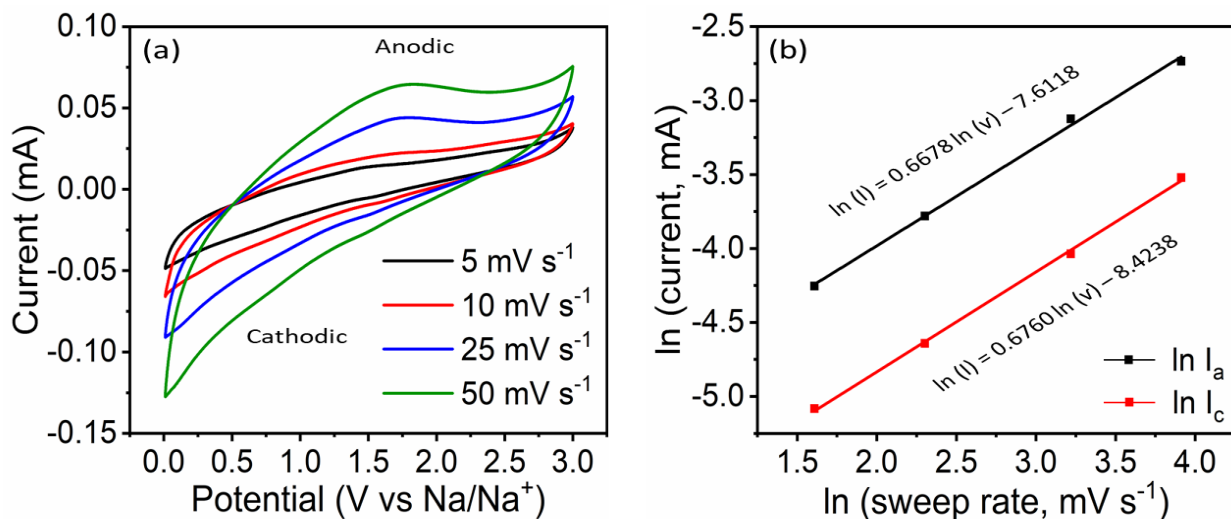 (a)
Anodic
Cathodic
5 mV s⁻¹
10 mV s⁻¹
25 mV s⁻¹
50 mV s⁻¹
0.10
0.05
0.00
-0.05
-0.10
-0.15
Current (mA)
0.0 0.5 1.0 1.5 2.0 2.5 3.0
Potential (V vs Na/Na⁺)
(b)
ln (I) = 0.6678 ln (v) – 7.6118
ln (I) = 0.6760 ln (v) – 8.4238
ln Iₐ
ln I_c
-2.5
-3.0
-3.5
-4.0
-4.5
-5.0
ln (current, mA)
1.5 2.0 2.5 3.0 3.5 4.0
ln (sweep rate, mV s⁻¹)